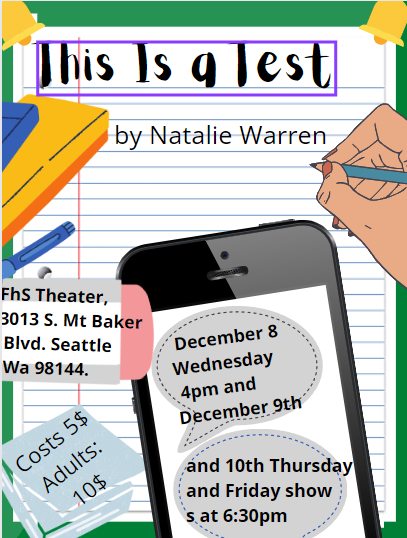 This Is a Test
by Natalie Warren
FhS Theater,
3013 S. Mt Baker
Blvd. Seattle
Wa 98144.
December 8
Wednesday
4pm and
December 9th
and 10th Thursday
and Friday show
s at 6:30pm
Costs 5$
Adults:
10$